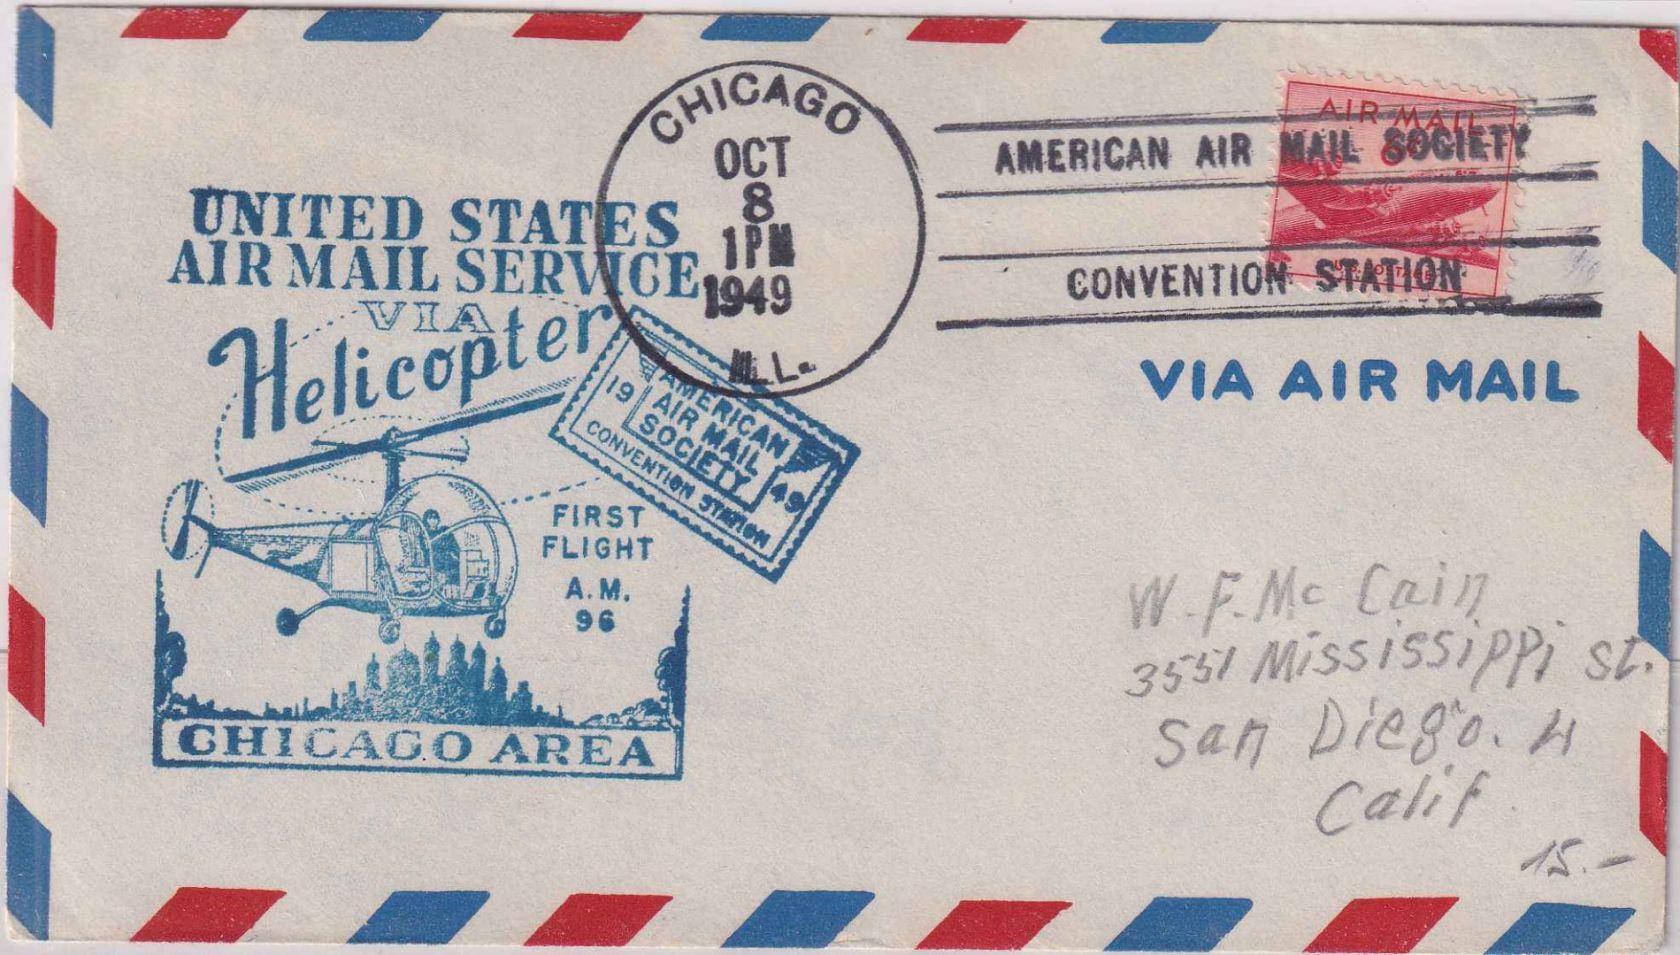 UNITED STATES
AIR MAIL SERVICE
VIA
Helicopter
FIRST
FLIGHT
A.M.
96
CHICAGO AREA
19 AMERICAN
AIR MAIL
SOCIETY 49
CONVENTION STATION
CHICAGO
OCT
8
1PM
1949
ILL.
AMERICAN AIR MAIL SOCIETY
CONVENTION STATION
AIR MAIL
6¢
U.S. POSTAGE
VIA AIR MAIL
W. F. Mc Cain
3551 Mississippi St.
San Diego. 4
Calif.
15.-